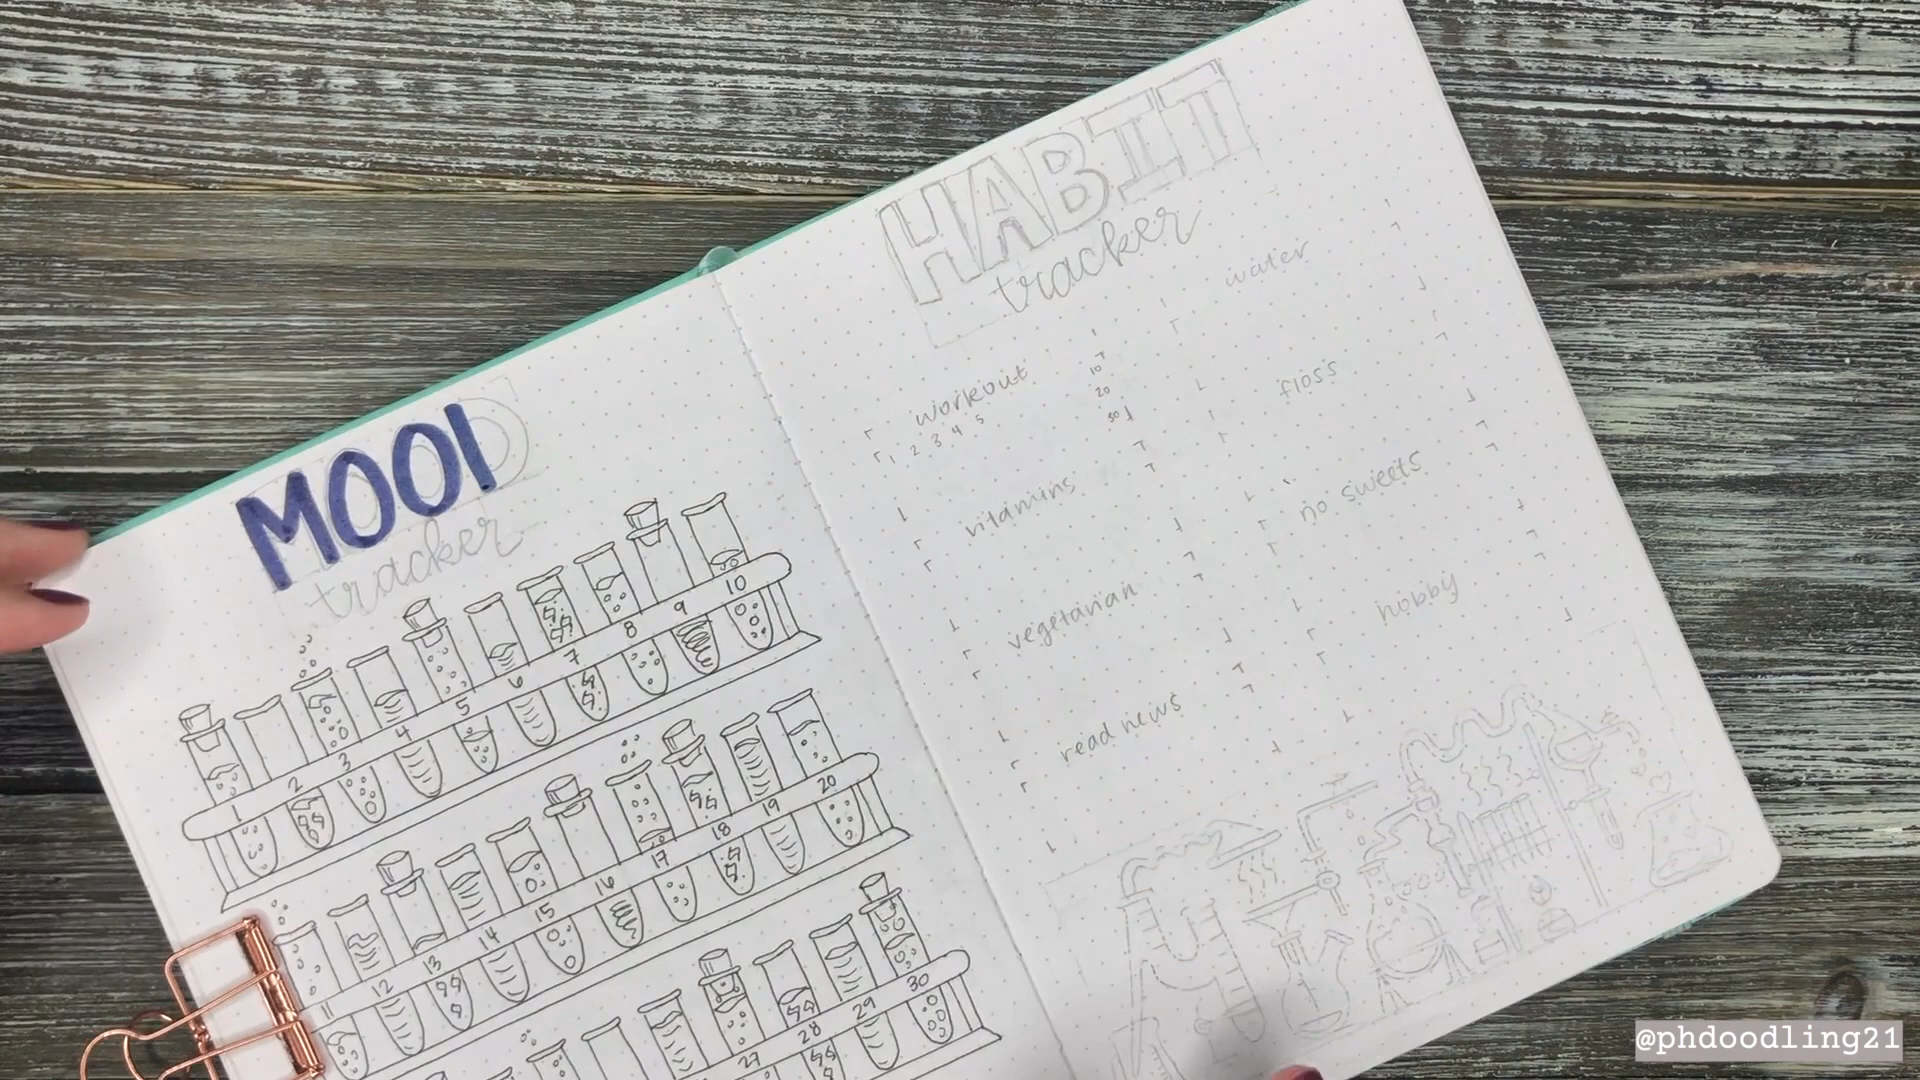 MOOD
tracker
1 2 3 4 5 6 7 8 9 10
11 12 13 14 15 16 17 18 19 20
27 28 29 30
HABIT
tracker
workout
1 2 3 4 5
10
20
30
water
vitamins
floss
vegetarian
no sweets
read news
hobby
@phdoodling21